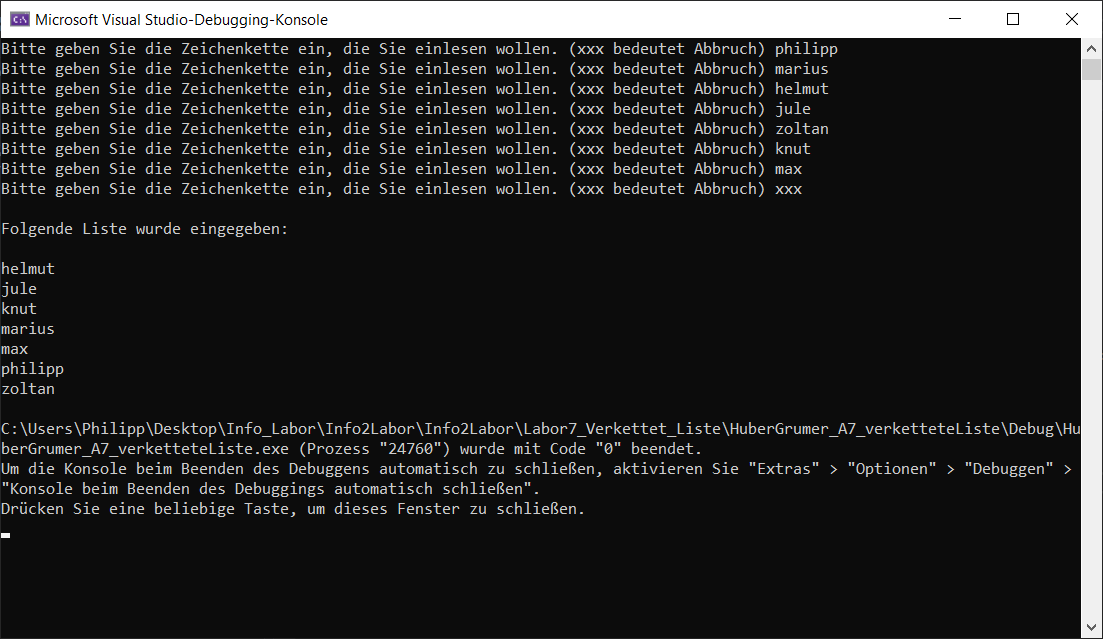 Microsoft Visual Studio-Debugging-Konsole
Bitte geben Sie die Zeichenkette ein, die Sie einlesen wollen. (xxx bedeutet Abbruch) philipp
Bitte geben Sie die Zeichenkette ein, die Sie einlesen wollen. (xxx bedeutet Abbruch) marius
Bitte geben Sie die Zeichenkette ein, die Sie einlesen wollen. (xxx bedeutet Abbruch) helmut
Bitte geben Sie die Zeichenkette ein, die Sie einlesen wollen. (xxx bedeutet Abbruch) jule
Bitte geben Sie die Zeichenkette ein, die Sie einlesen wollen. (xxx bedeutet Abbruch) zoltan
Bitte geben Sie die Zeichenkette ein, die Sie einlesen wollen. (xxx bedeutet Abbruch) knut
Bitte geben Sie die Zeichenkette ein, die Sie einlesen wollen. (xxx bedeutet Abbruch) max
Bitte geben Sie die Zeichenkette ein, die Sie einlesen wollen. (xxx bedeutet Abbruch) xxx
Folgende Liste wurde eingegeben:
helmut
jule
knut
marius
max
philipp
zoltan
C:\Users\Philipp\Desktop\Info_Labor\Info2Labor\Info2Labor\Labor7_Verkettet_Liste\HuberGrumer_A7_verketteteListe\Debug\Hu
berGrumer_A7_verketteteListe.exe (Prozess "24760") wurde mit Code "0" beendet.
Um die Konsole beim Beenden des Debuggens automatisch zu schließen, aktivieren Sie "Extras" > "Optionen" > "Debuggen" >
"Konsole beim Beenden des Debuggings automatisch schließen".
Drücken Sie eine beliebige Taste, um dieses Fenster zu schließen.